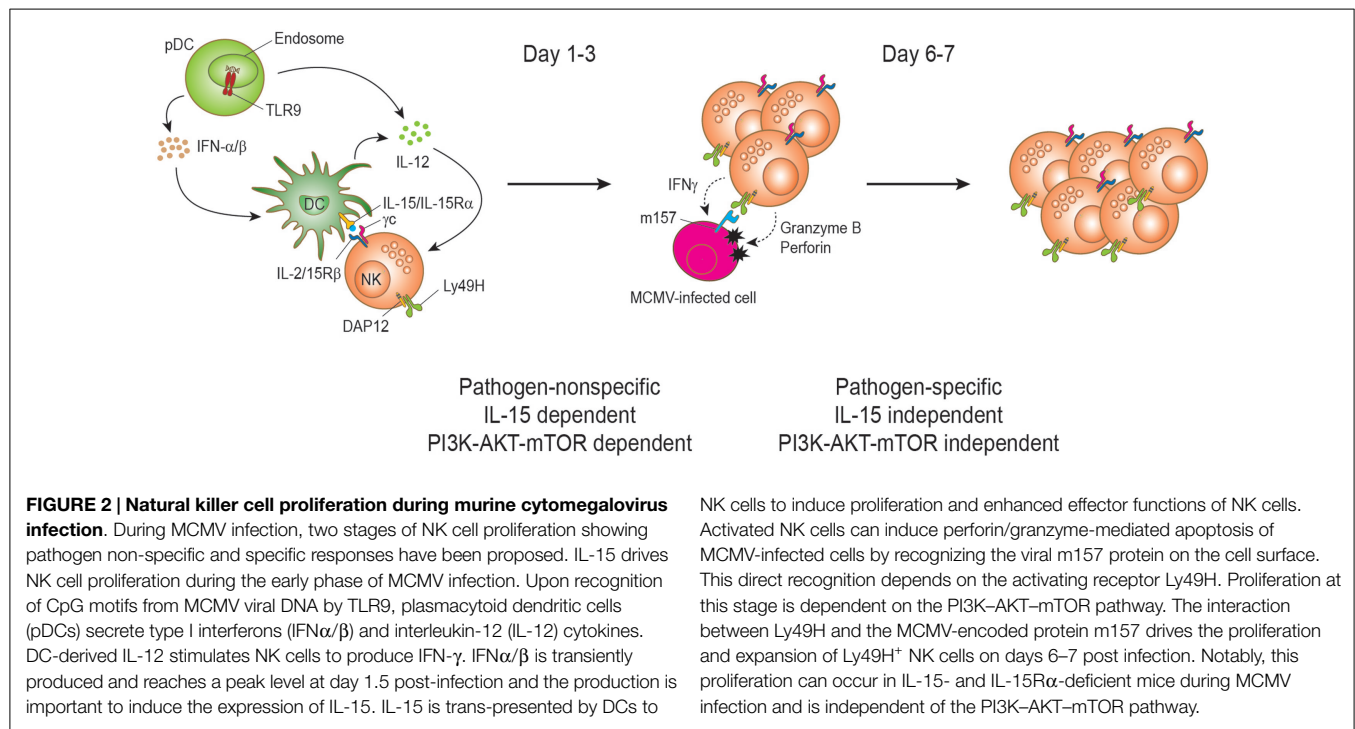 pDC
Endosome
TLR9
IFN-α/β
DC
IL-12
IL-15/IL-15Rα
γc
IL-2/15Rβ
NK
Ly49H
DAP12
Day 1-3
IFNγ
m157
Granzyme B
Perforin
MCMV-infected cell
Day 6-7
Pathogen-nonspecific
IL-15 dependent
PI3K-AKT-mTOR dependent
Pathogen-specific
IL-15 independent
PI3K-AKT-mTOR independent
FIGURE 2 | Natural killer cell proliferation during murine cytomegalovirus
infection. During MCMV infection, two stages of NK cell proliferation showing
pathogen non-specific and specific responses have been proposed. IL-15 drives
NK cell proliferation during the early phase of MCMV infection. Upon recognition
of CpG motifs from MCMV viral DNA by TLR9, plasmacytoid dendritic cells
(pDCs) secrete type I interferons (IFNα/β) and interleukin-12 (IL-12) cytokines.
DC-derived IL-12 stimulates NK cells to produce IFN-γ. IFNα/β is transiently
produced and reaches a peak level at day 1.5 post-infection and the production is
important to induce the expression of IL-15. IL-15 is trans-presented by DCs to
NK cells to induce proliferation and enhanced effector functions of NK cells.
Activated NK cells can induce perforin/granzyme-mediated apoptosis of
MCMV-infected cells by recognizing the viral m157 protein on the cell surface.
This direct recognition depends on the activating receptor Ly49H. Proliferation at
this stage is dependent on the PI3K–AKT–mTOR pathway. The interaction
between Ly49H and the MCMV-encoded protein m157 drives the proliferation
and expansion of Ly49H⁺ NK cells on days 6–7 post infection. Notably, this
proliferation can occur in IL-15- and IL-15Rα-deficient mice during MCMV
infection and is independent of the PI3K–AKT–mTOR pathway.